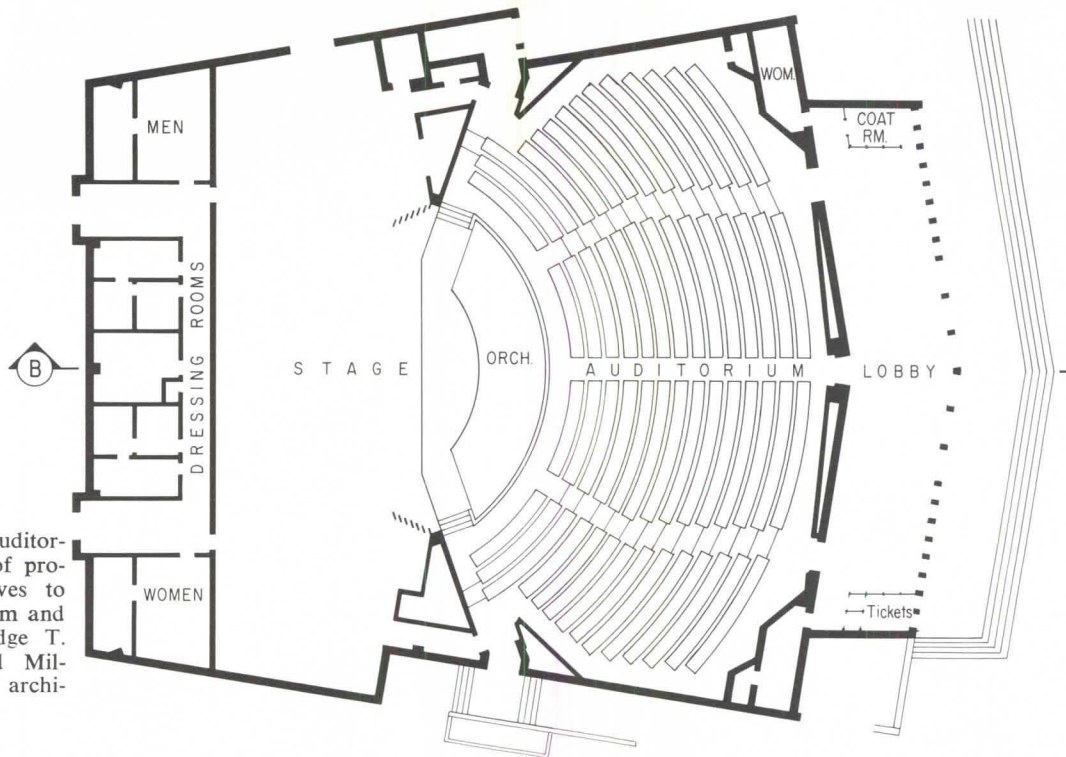 MEN
WOM.
COAT
RM.
DRESSING ROOMS
B
STAGE
ORCH.
AUDITORIUM
LOBBY
WOMEN
Tickets
uditor-
of pro-
ves to
m and
dge T.
l Mil-
archi-